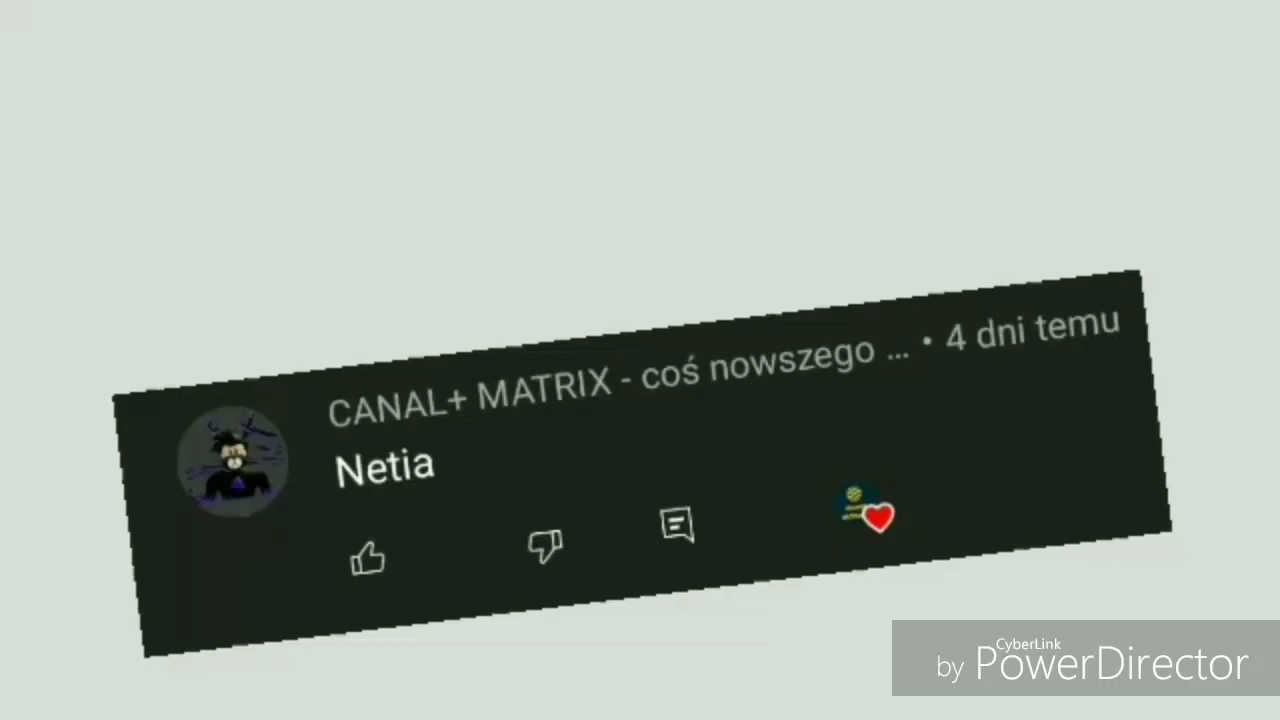 CANAL+ MATRIX - coś nowszego ... • 4 dni temu
Netia
CyberLink
by PowerDirector